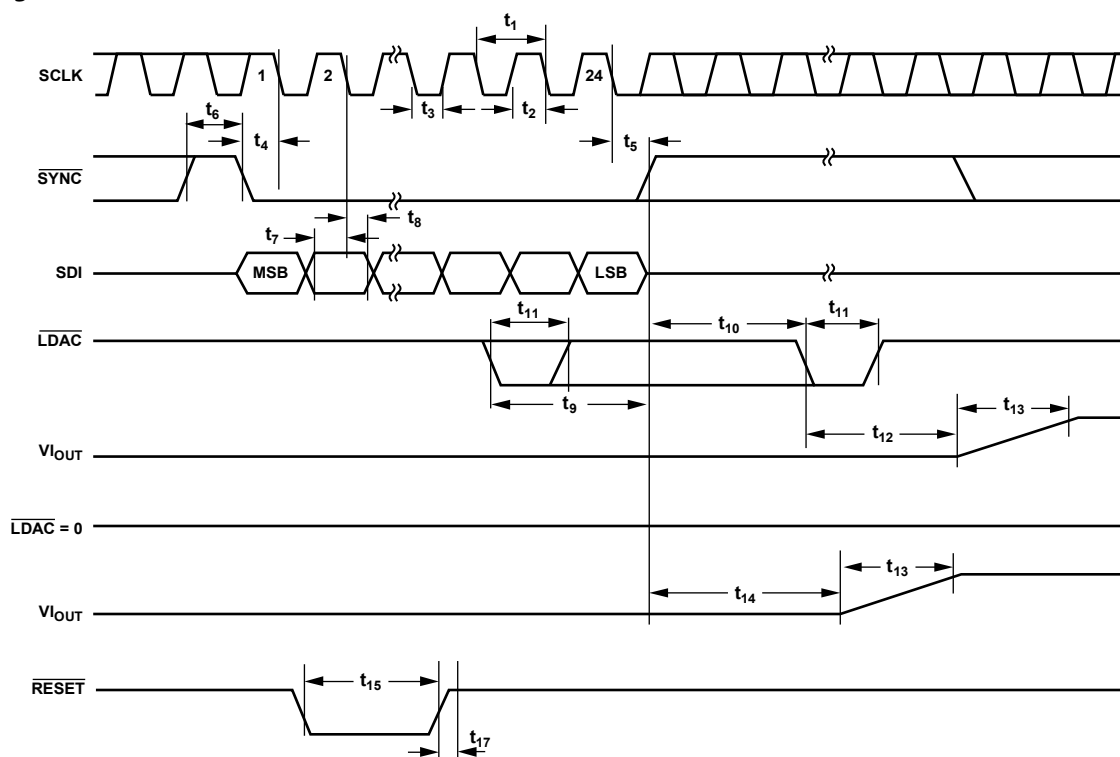 t1
SCLK
1
2
24
t3
t2
t6
t4
t5
SYNC
t7
t8
SDI
MSB
LSB
t11
t10
t11
LDAC
t9
t12
t13
VIOUT
LDAC = 0
t13
t14
VIOUT
RESET
t15
t17